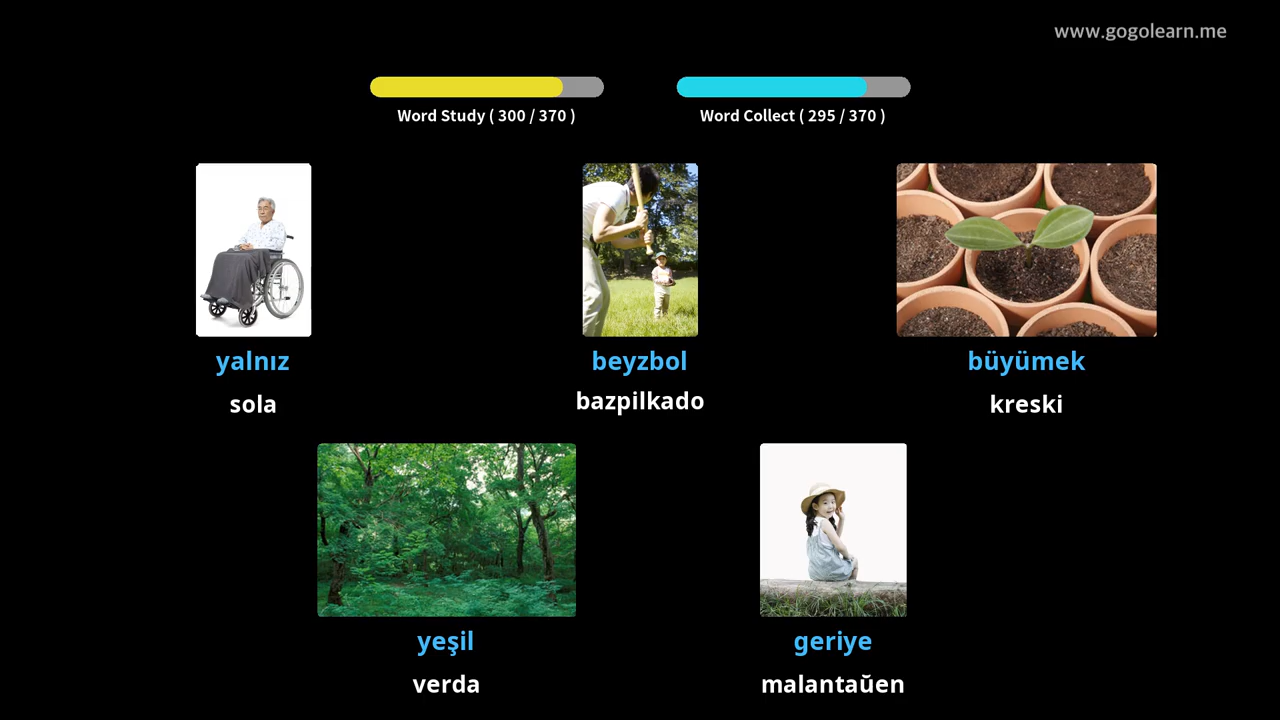 www.gogolearn.me
Word Study ( 300 / 370 )
Word Collect ( 295 / 370 )
yalnız
sola
beyzbol
bazpilkado
büyümek
kreski
yeşil
verda
geriye
malantaŭen